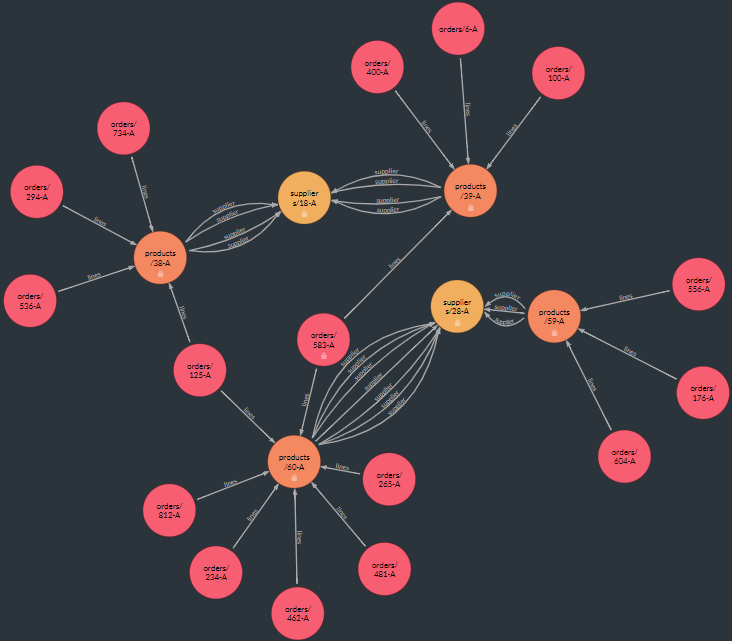 orders/6-A
orders/
400-A
orders/
100-A
lines
lines
lines
orders/
734-A
orders/
294-A
lines
lines
supplier
s/18-A
supplier
supplier
supplier
supplier
products
/39-A
supplier
supplier
supplier
supplier
products
/38-A
lines
orders/
536-A
lines
lines
orders/
583-A
supplier
s/28-A
supplier
supplier
supplier
products
/59-A
lines
orders/
556-A
lines
orders/
176-A
lines
orders/
604-A
orders/
125-A
lines
lines
supplier
supplier
supplier
supplier
supplier
supplier
supplier
products
/60-A
lines
orders/
265-A
lines
orders/
812-A
lines
orders/
234-A
lines
orders/
462-A
lines
orders/
481-A